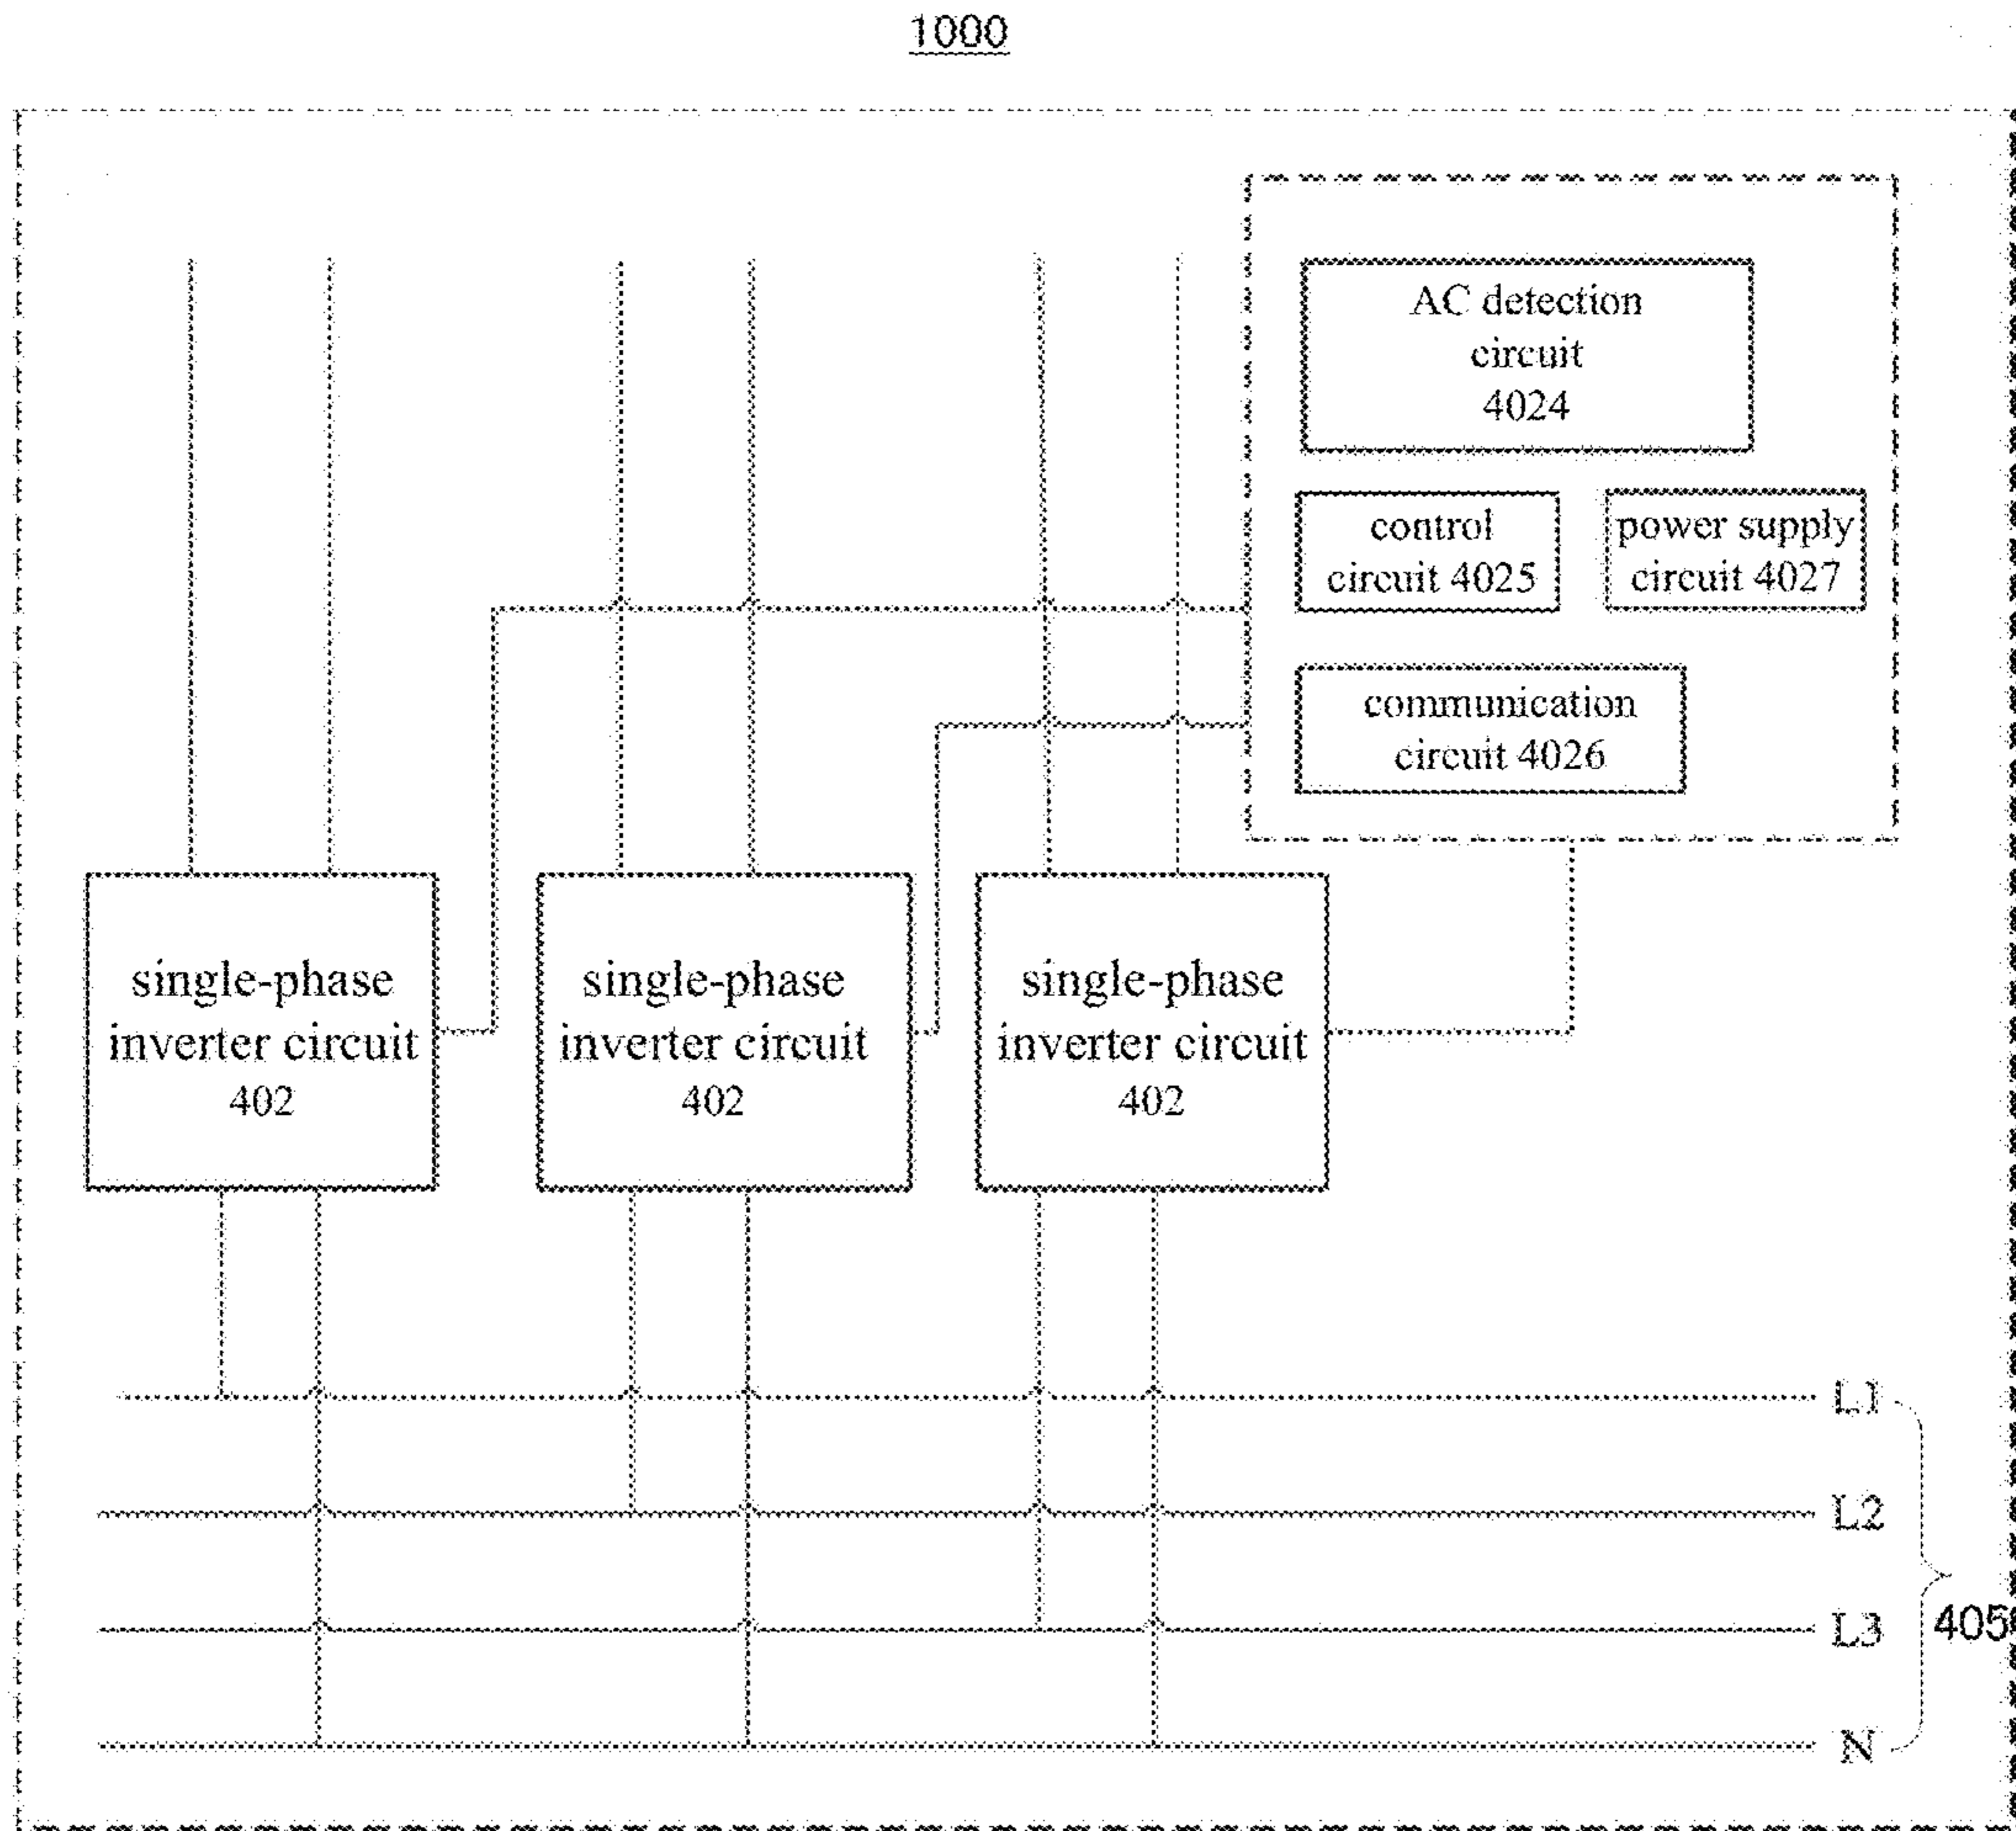 1000
AC detection
circuit
4024
control
circuit 4025
power supply
circuit 4027
communication
circuit 4026
single-phase
inverter circuit
402
single-phase
inverter circuit
402
single-phase
inverter circuit
402
L1
L2
L3
405
N